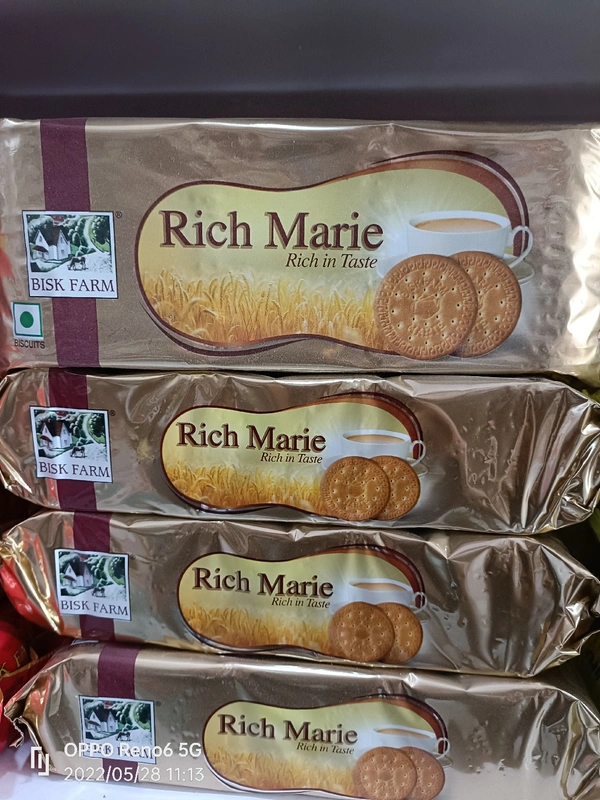 Rich Marie
Rich in Taste
BISK FARM
BISCUITS
Rich Marie
Rich in Taste
BISK FARM
Rich Marie
Rich in Taste
BISK FARM
Rich Marie
Rich in Taste
OPPO Reno6 5G
2022/05/28 11:13